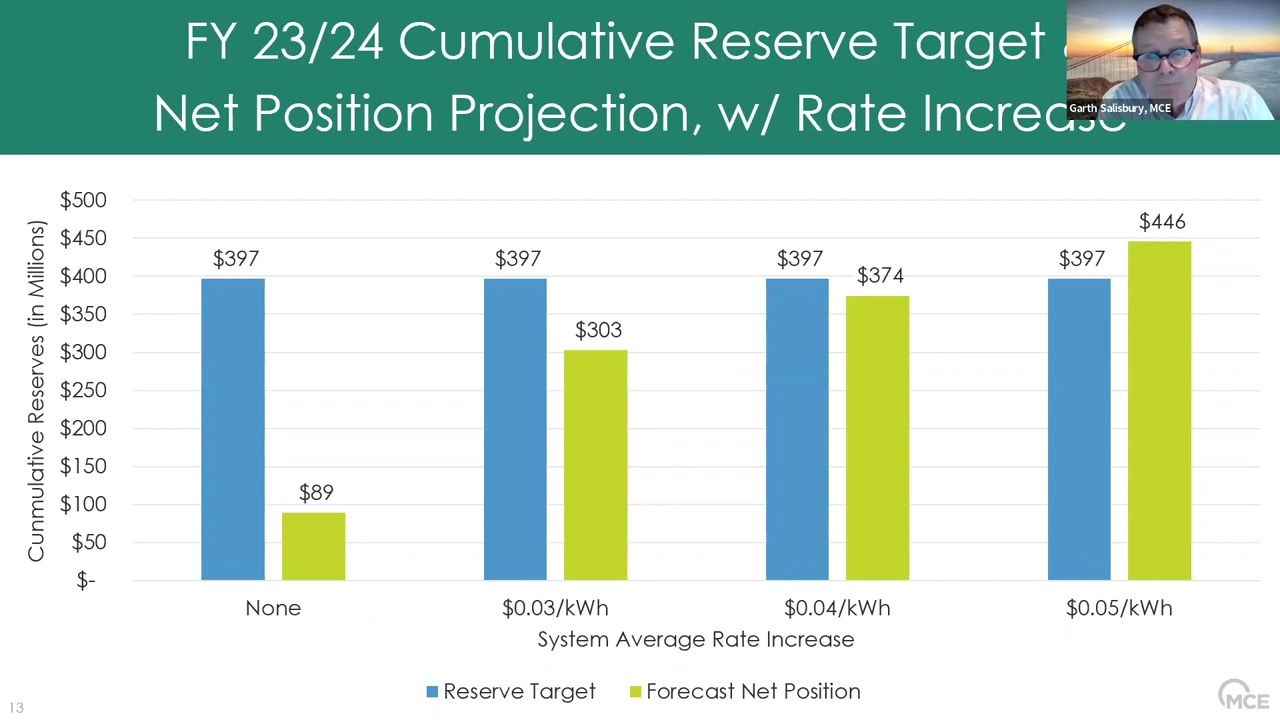 FY 23/24 Cumulative Reserve Target
Net Position Projection, w/ Rate Increase
Garth Salisbury, MCE
Cunmulative Reserves (in Millions)
$500
$450
$400
$350
$300
$250
$200
$150
$100
$50
$-
$397
$89
$397
$303
$397
$374
$397
$446
None
$0.03/kWh
$0.04/kWh
$0.05/kWh
System Average Rate Increase
Reserve Target
Forecast Net Position
13
MCE